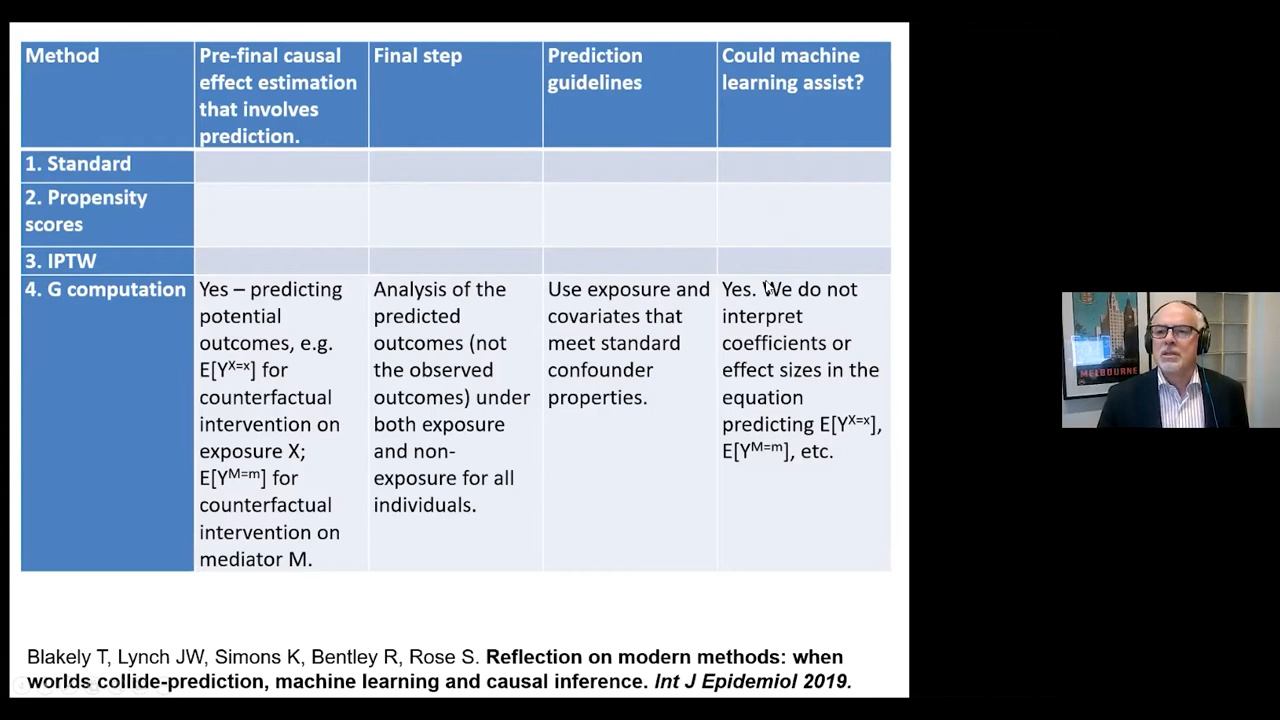 Method
Pre-final causal
effect estimation
that involves
prediction.
Final step
Prediction
guidelines
Could machine
learning assist?
1. Standard
2. Propensity
scores
3. IPTW
4. G computation
Yes – predicting
potential
outcomes, e.g.
E[Yˣ⁼ˣ] for
counterfactual
intervention on
exposure X;
E[Yᴹ⁼ᵐ] for
counterfactual
intervention on
mediator M.
Analysis of the
predicted
outcomes (not
the observed
outcomes) under
both exposure
and non-
exposure for all
individuals.
Use exposure and
covariates that
meet standard
confounder
properties.
Yes. We do not
interpret
coefficients or
effect sizes in the
equation
predicting E[Yˣ⁼ˣ],
E[Yᴹ⁼ᵐ], etc.
Blakely T, Lynch JW, Simons K, Bentley R, Rose S. Reflection on modern methods: when
worlds collide-prediction, machine learning and causal inference. Int J Epidemiol 2019.
MELBOURNE